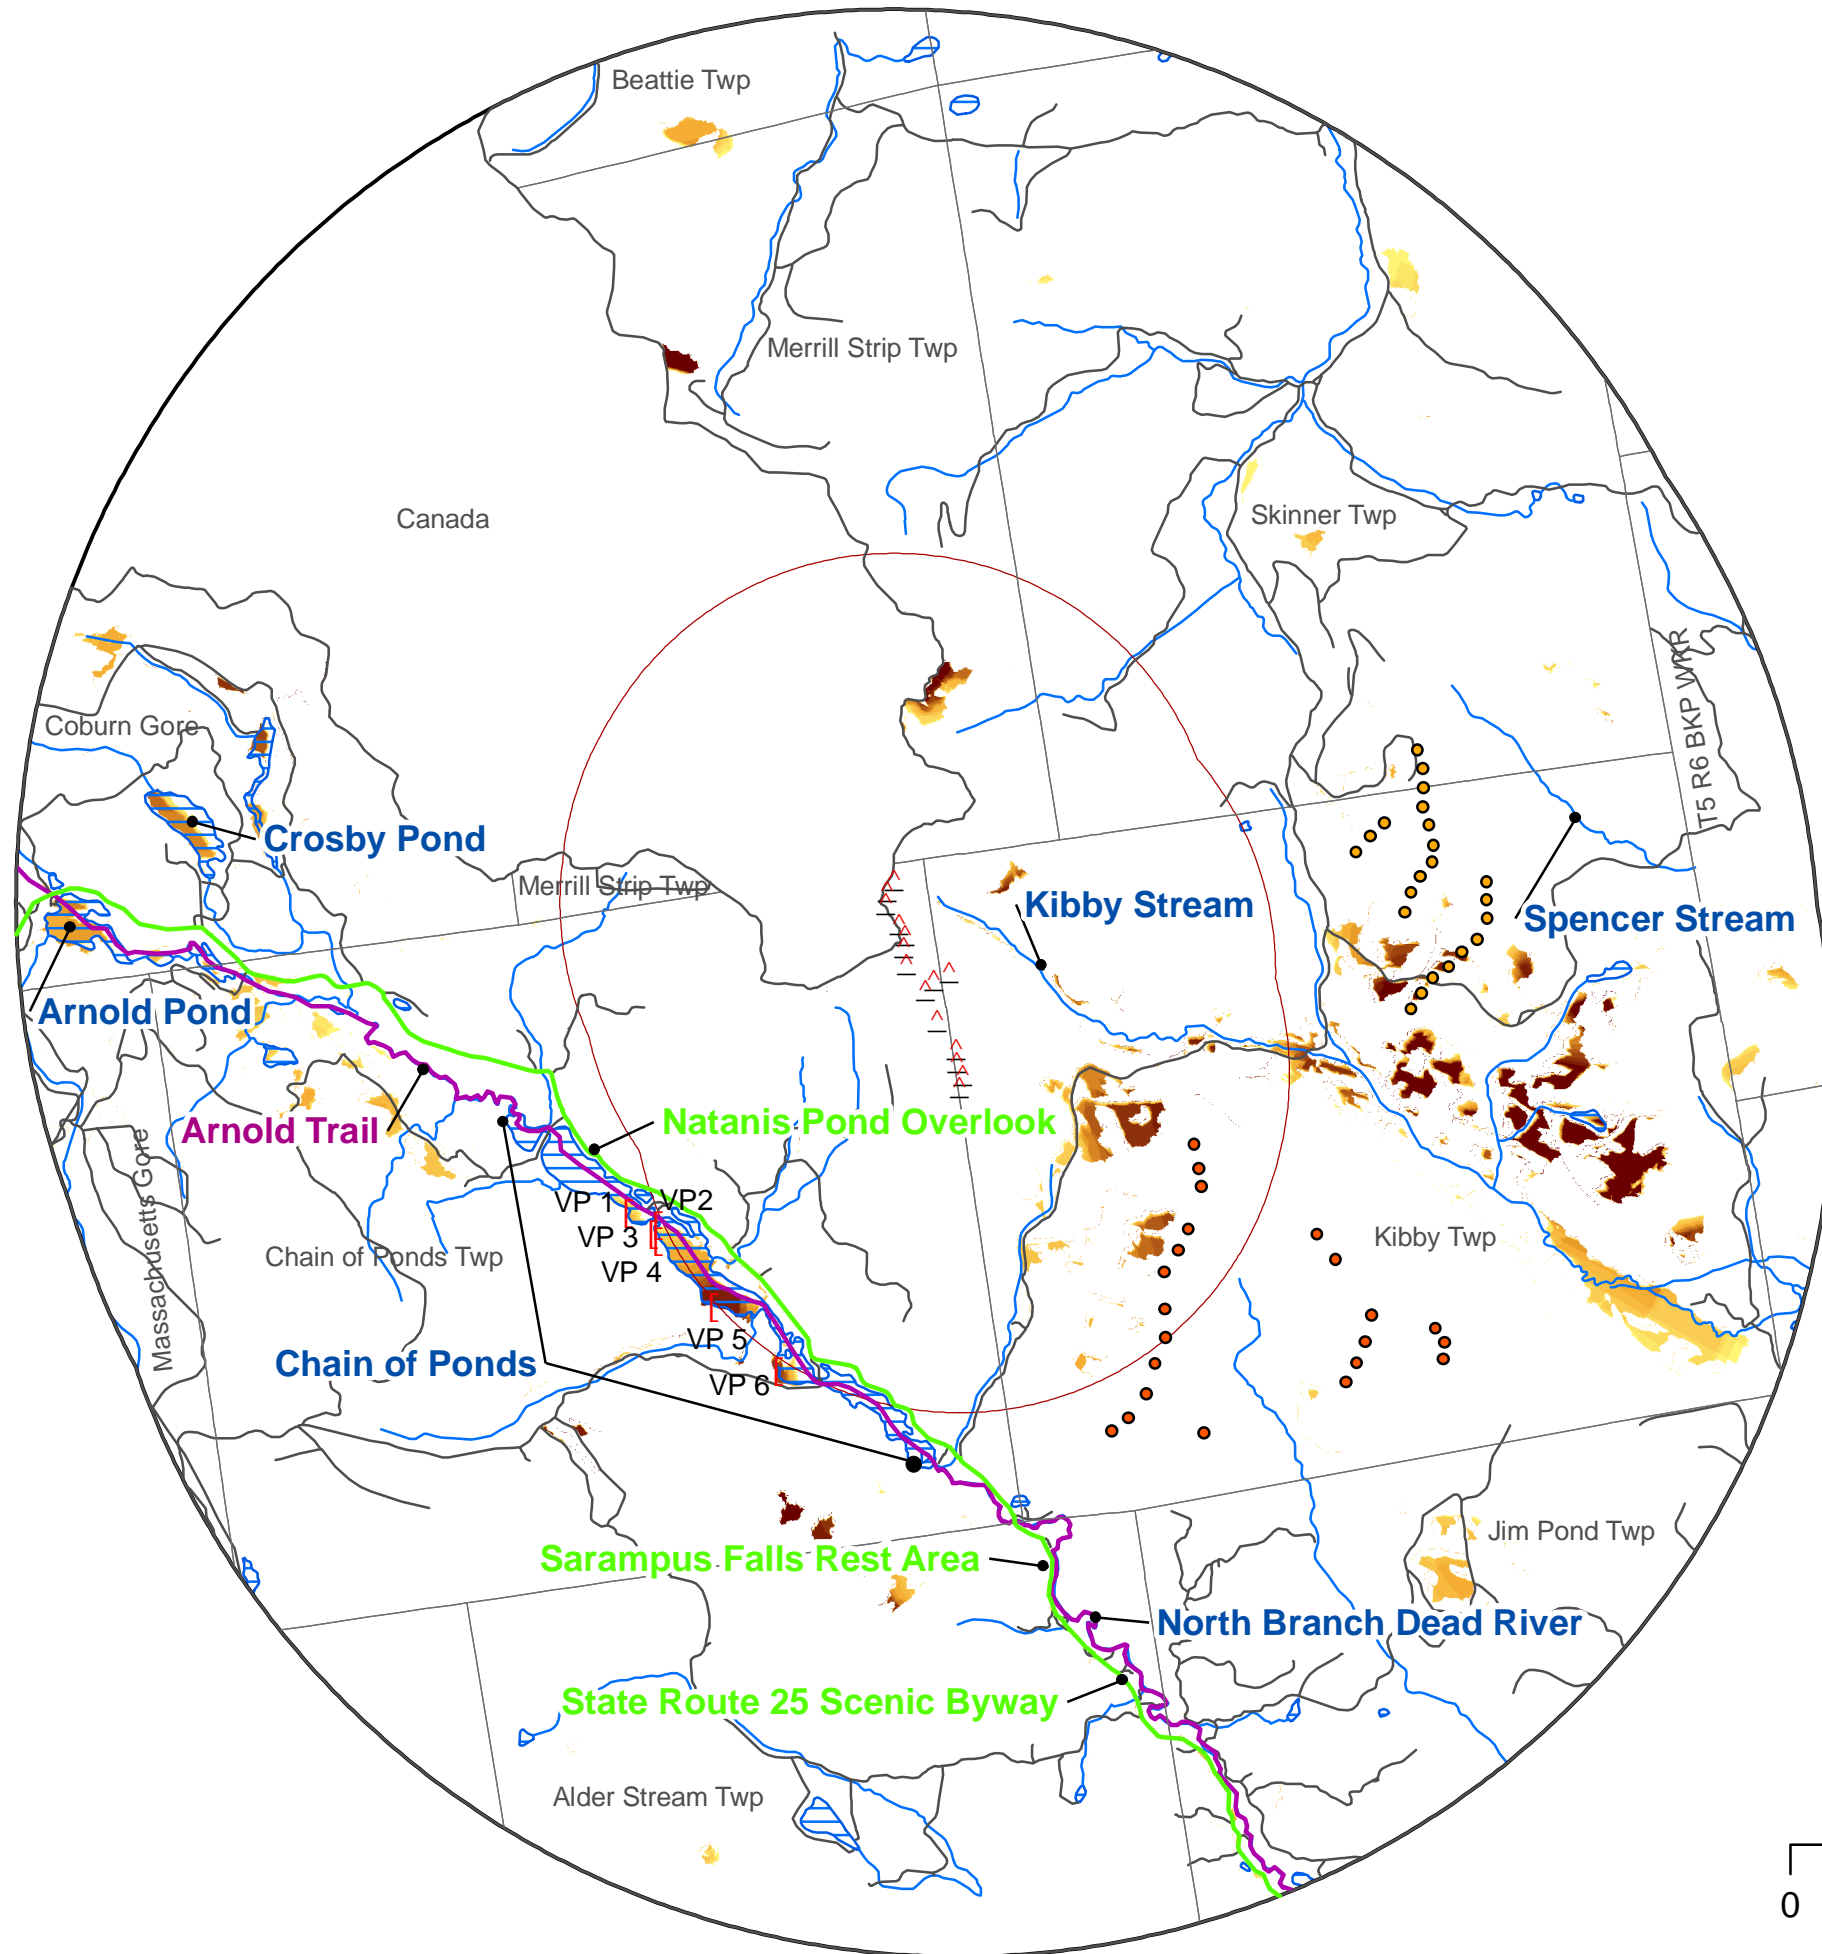 Beattie Twp
Merrill Strip Twp
Canada
Skinner Twp
T5 R6 BKP WKR
Coburn Gore
Crosby Pond
Merrill Strip Twp
Kibby Stream
Spencer Stream
Arnold Pond
Arnold Trail
Natanis Pond Overlook
Massachusetts Gore
VP 1
VP2
VP 3
Chain of Ponds Twp
VP 4
Kibby Twp
VP 5
Chain of Ponds
VP 6
Jim Pond Twp
Sarampus Falls Rest Area
North Branch Dead River
State Route 25 Scenic Byway
Alder Stream Twp
0